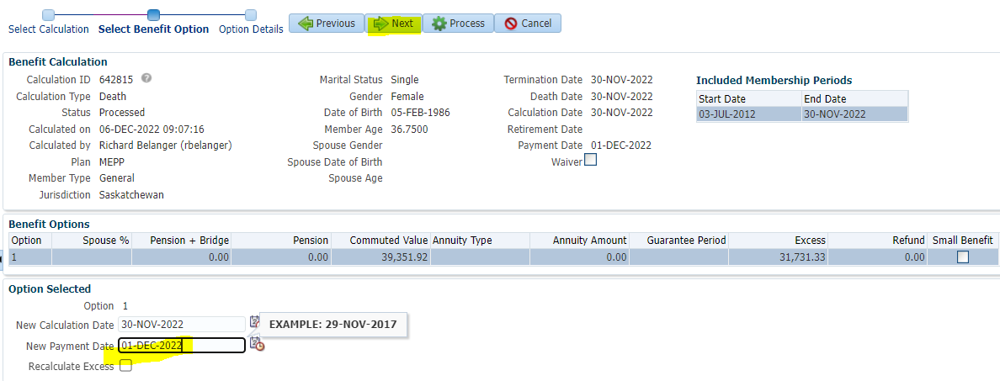 Select Calculation Select Benefit Option Option Details Previous Next Process Cancel
Benefit Calculation
Calculation ID 642815 Marital Status Single Termination Date 30-NOV-2022 Included Membership Periods
Calculation Type Death Gender Female Death Date 30-NOV-2022 Start Date End Date
Status Processed Date of Birth 05-FEB-1986 Calculation Date 30-NOV-2022 03-JUL-2012 30-NOV-2022
Calculated on 06-DEC-2022 09:07:16 Member Age 36.7500 Retirement Date
Calculated by Richard Belanger (rbelanger) Spouse Gender Payment Date 01-DEC-2022
Plan MEPP Spouse Date of Birth Waiver
Member Type General Spouse Age
Jurisdiction Saskatchewan
Benefit Options
Option Spouse % Pension + Bridge Pension Commuted Value Annuity Type Annuity Amount Guarantee Period Excess Refund Small Benefit
1 0.00 0.00 39,351.92 0.00 31,731.33 0.00
Option Selected
Option 1
New Calculation Date 30-NOV-2022 EXAMPLE: 29-NOV-2017
New Payment Date 01-DEC-2022
Recalculate Excess